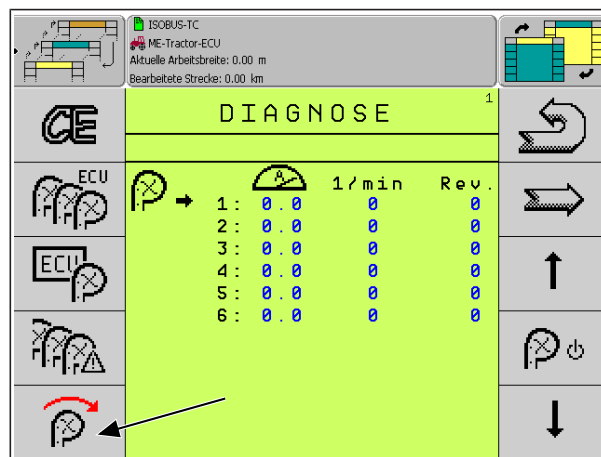 ISOBUS-TC
ME-Tractor-ECU
Aktuelle Arbeitsbreite: 0.00 m
Bearbeitete Strecke: 0.00 km
DIAGNOSE 1
CE
ECU
ECU
A 1/min Rev.
1: 0.0 0 0
2: 0.0 0 0
3: 0.0 0 0
4: 0.0 0 0
5: 0.0 0 0
6: 0.0 0 0